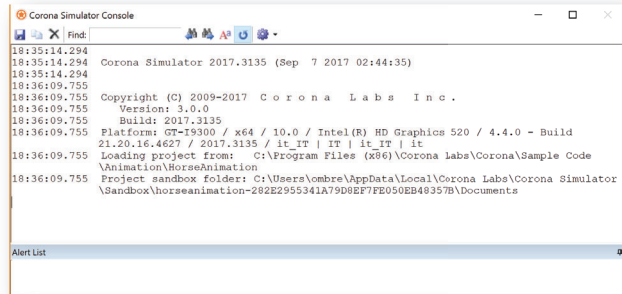 Corona Simulator Console
Find:
18:35:14.294
18:35:14.294 Corona Simulator 2017.3135 (Sep 7 2017 02:44:35)
18:35:14.294
18:36:09.755
18:36:09.755 Copyright (C) 2009-2017 C o r o n a L a b s I n c .
18:36:09.755 Version: 3.0.0
18:36:09.755 Build: 2017.3135
18:36:09.755 Platform: GT-I9300 / x64 / 10.0 / Intel(R) HD Graphics 520 / 4.4.0 - Build
21.20.16.4627 / 2017.3135 / it_IT | IT | it_IT | it
18:36:09.755 Loading project from: C:\Program Files (x86)\Corona Labs\Corona\Sample Code
\Animation\HorseAnimation
18:36:09.755 Project sandbox folder: C:\Users\ombre\AppData\Local\Corona Labs\Corona Simulator
\Sandbox\horseanimation-282E2955341A79D8EF7FE050EB48357B\Documents
Alert List